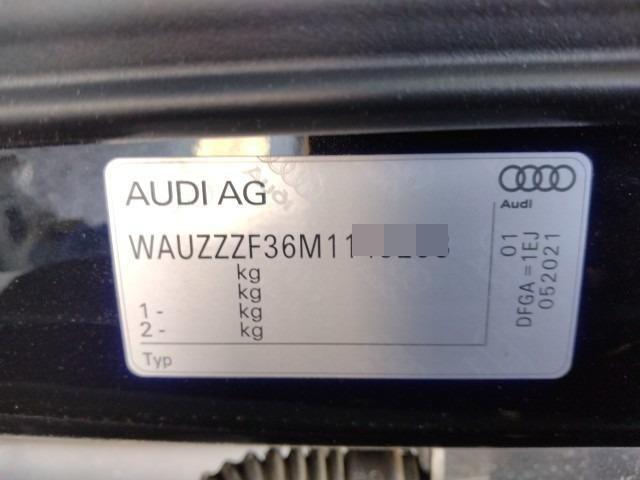 AUDI AG
Audi
WAUZZZF36M11
kg
kg
1 - kg
2 - kg
Typ
01
DFGA = 1EJ
052021